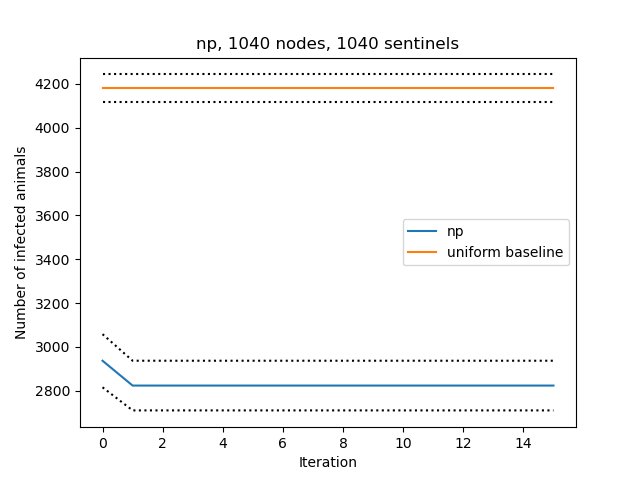 np, 1040 nodes, 1040 sentinels
Number of infected animals
4200
4000
3800
3600
3400
3200
3000
2800
np
uniform baseline
0 2 4 6 8 10 12 14
Iteration